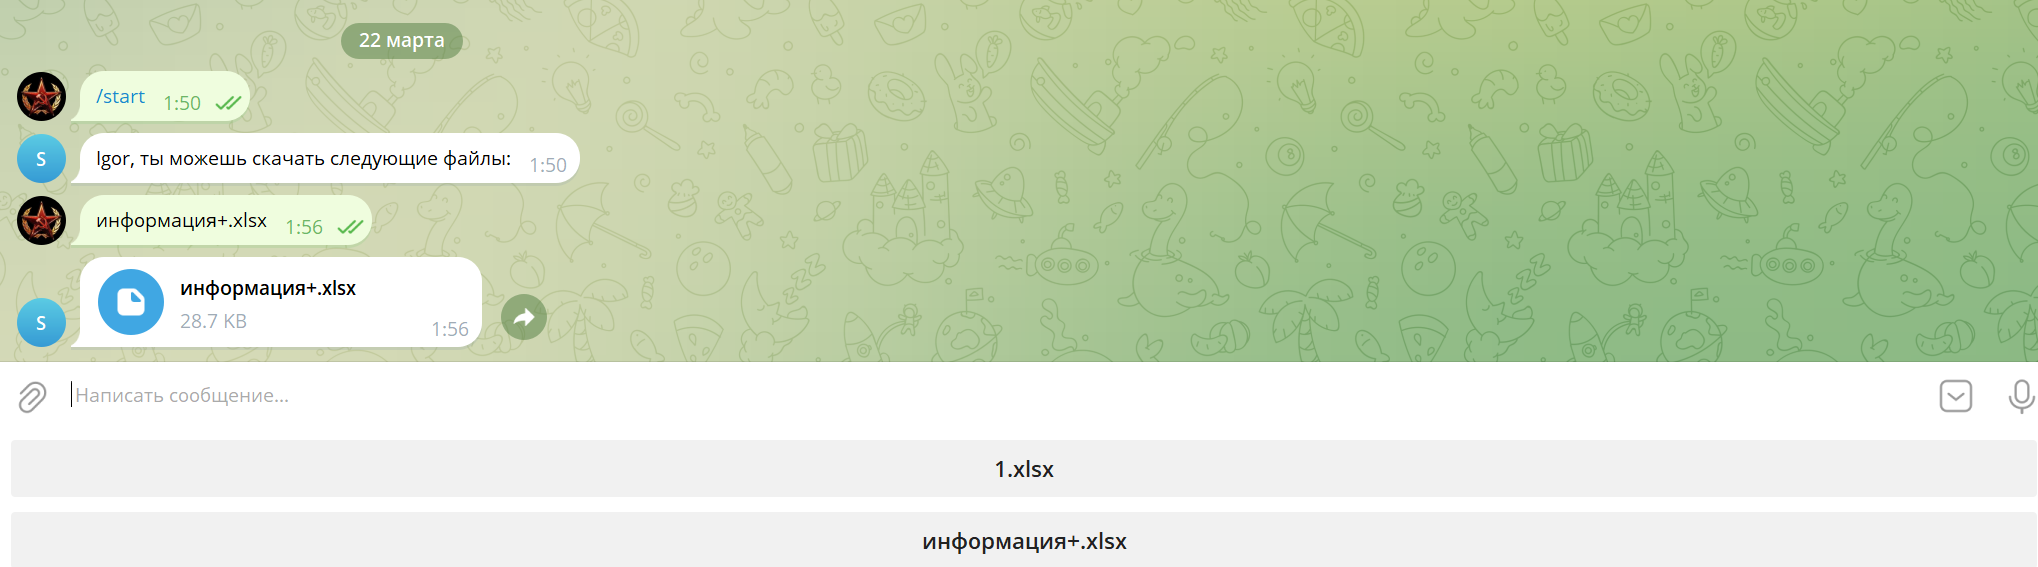 22 марта
/start 1:50
Igor, ты можешь скачать следующие файлы: 1:50
информация+.xlsx 1:56
информация+.xlsx
28.7 KB 1:56
S
S
Написать сообщение...
1.xlsx
информация+.xlsx